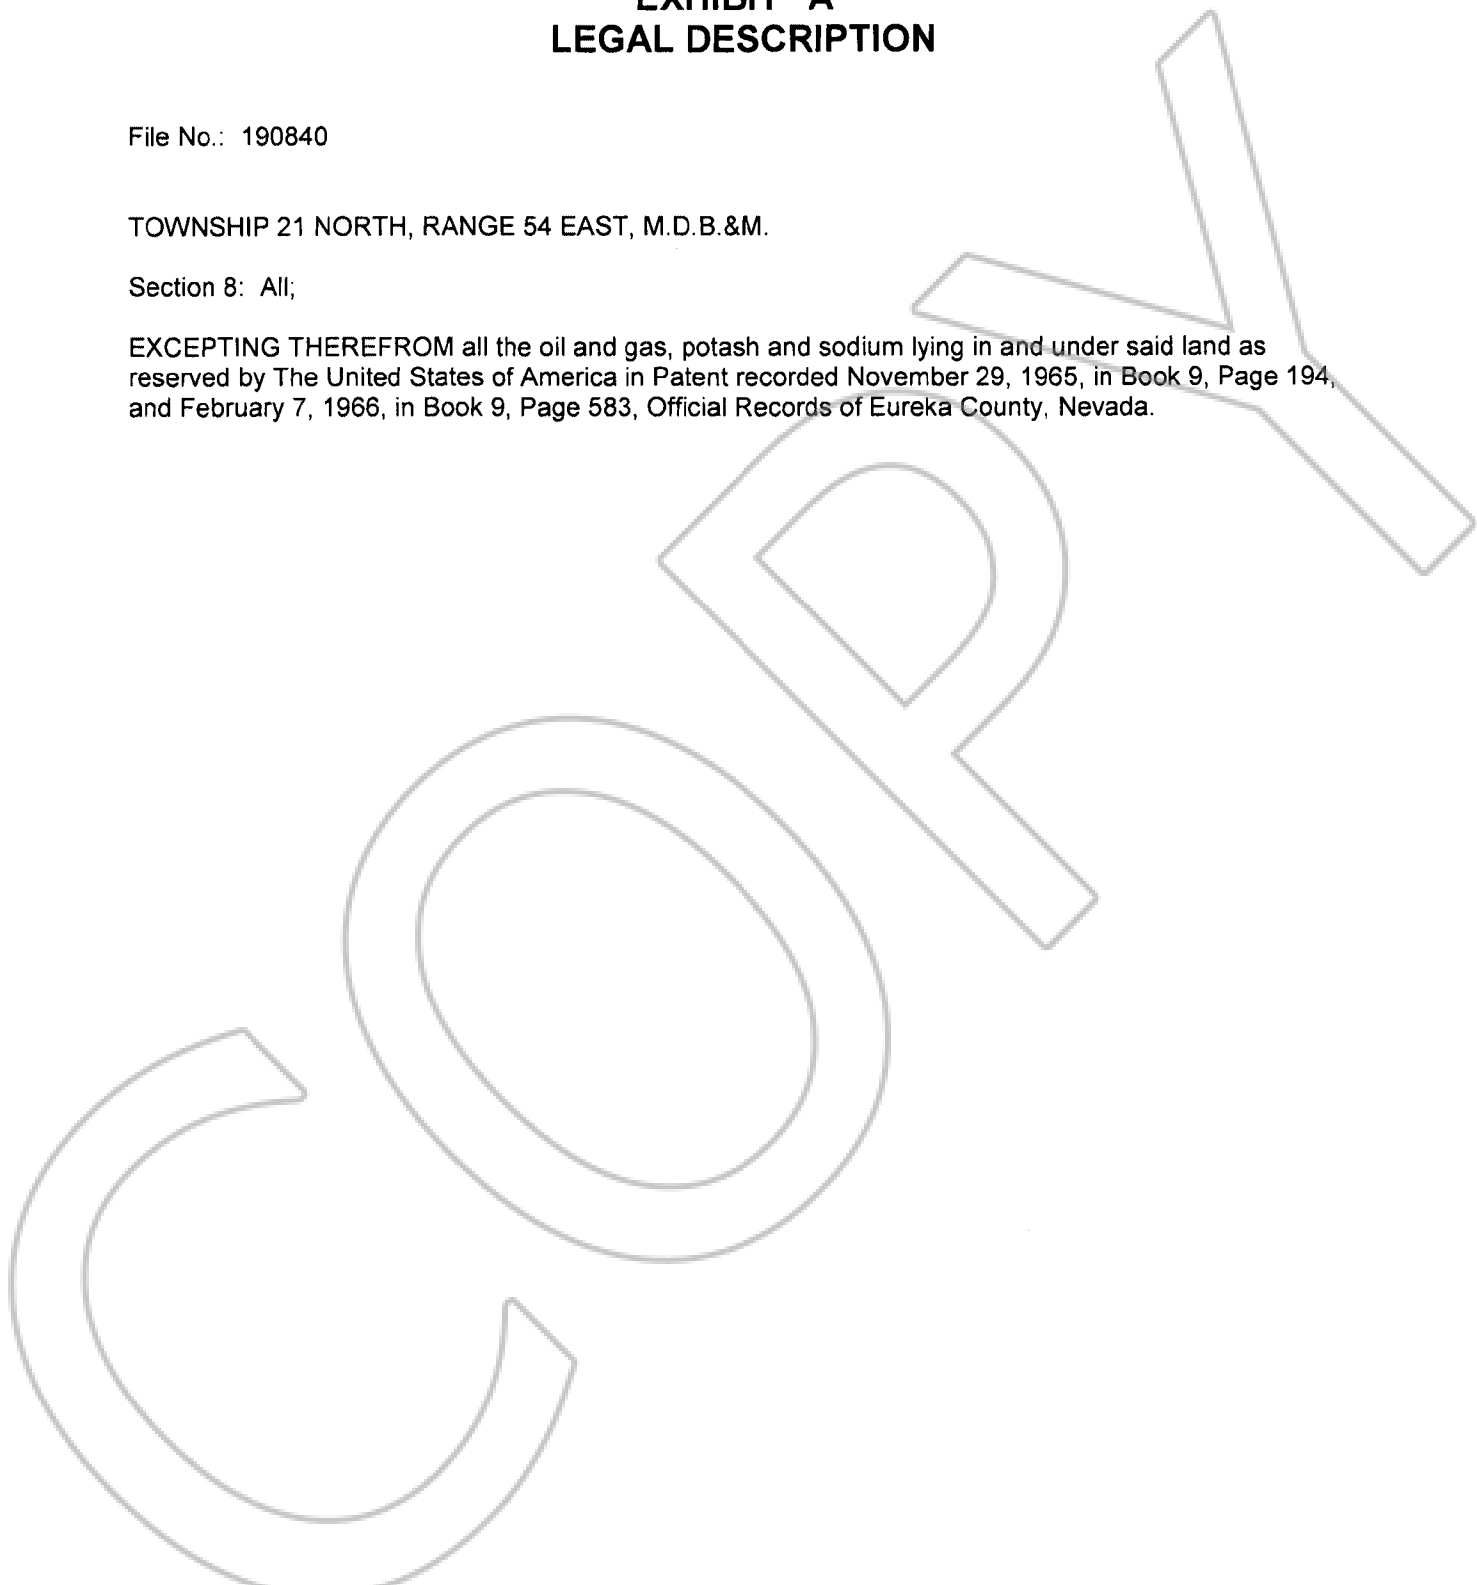 EXHIBIT "A"
LEGAL DESCRIPTION
File No.: 190840
TOWNSHIP 21 NORTH, RANGE 54 EAST, M.D.B.&M.
Section 8: All;
EXCEPTING THEREFROM all the oil and gas, potash and sodium lying in and under said land as
reserved by The United States of America in Patent recorded November 29, 1965, in Book 9, Page 194,
and February 7, 1966, in Book 9, Page 583, Official Records of Eureka County, Nevada.
COPY